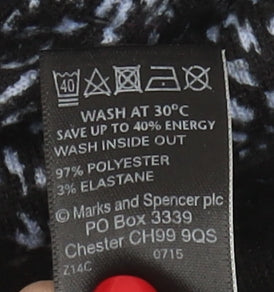 40
WASH AT 30ºC
SAVE UP TO 40% ENERGY
WASH INSIDE OUT
97% POLYESTER
3% ELASTANE
© Marks and Spencer plc
PO Box 3339
Chester CH99 9QS
Z14C 0715